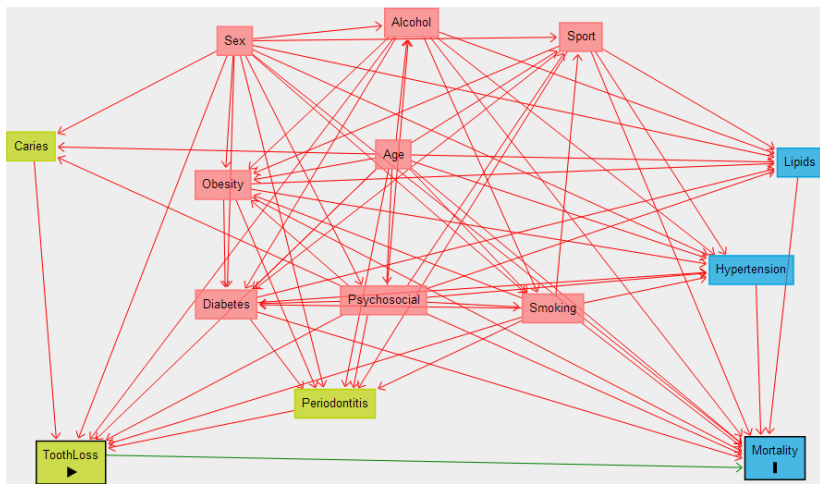 Alcohol
Sex
Sport
Caries
Age
Lipids
Obesity
Hypertension
Diabetes
Psychosocial
Smoking
Periodontitis
ToothLoss
Mortality